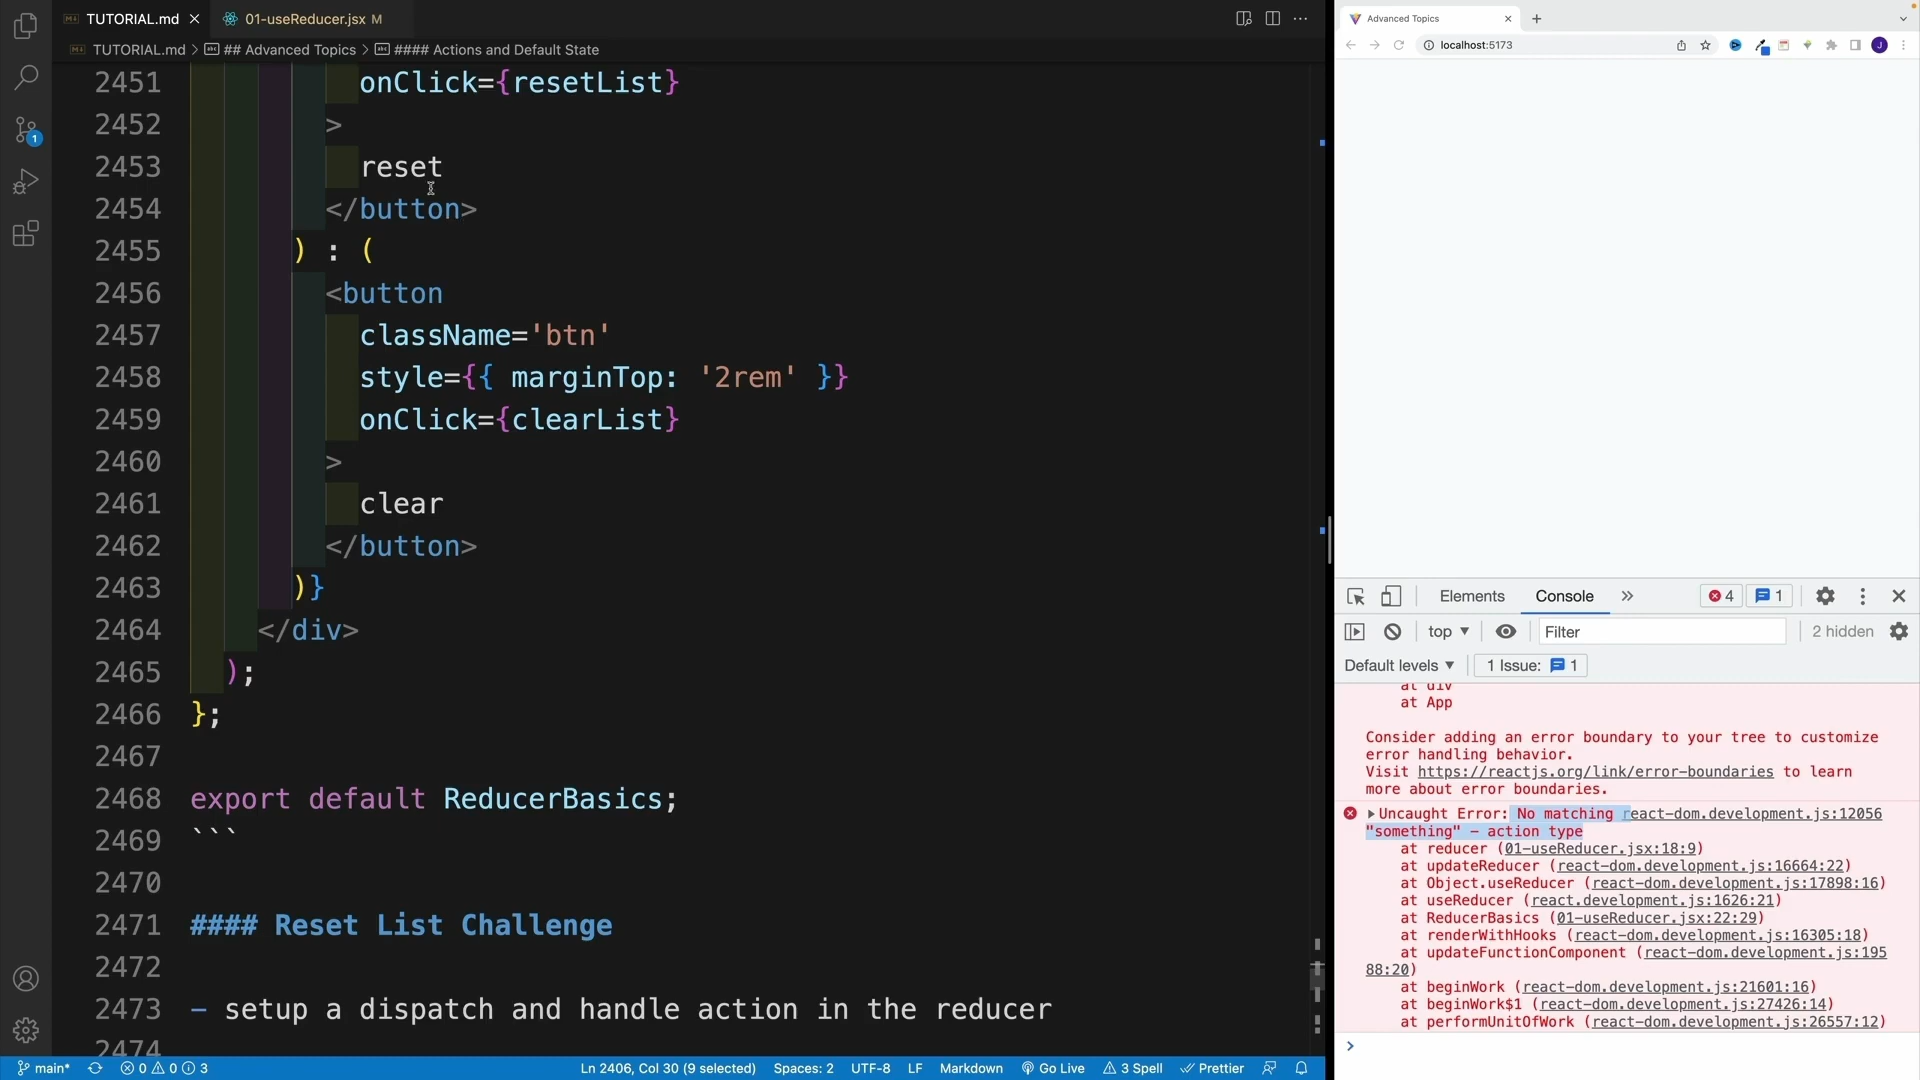 TUTORIAL.md
01-useReducer.jsx M
TUTORIAL.md > ## Advanced Topics > #### Actions and Default State
2451 onClick={resetList}
2452 >
2453 reset
2454 </button>
2455 ) : (
2456 <button
2457 className='btn'
2458 style={{ marginTop: '2rem' }}
2459 onClick={clearList}
2460 >
2461 clear
2462 </button>
2463 )}
2464 </div>
2465 );
2466 };
2467
2468 export default ReducerBasics;
2469 ```
2470
2471 #### Reset List Challenge
2472
2473 - setup a dispatch and handle action in the reducer
2474
1
main* 0 0 3 Ln 2406, Col 30 (9 selected) Spaces: 2 UTF-8 LF Markdown Go Live 3 Spell Prettier
Advanced Topics
localhost:5173
J
Elements Console 4 1
top Filter 2 hidden
Default levels 1 Issue: 1
at div
at App
Consider adding an error boundary to your tree to customize
error handling behavior.
Visit https://reactjs.org/link/error-boundaries to learn
more about error boundaries.
Uncaught Error: No matching react-dom.development.js:12056
"something" - action type
at reducer (01-useReducer.jsx:18:9)
at updateReducer (react-dom.development.js:16664:22)
at Object.useReducer (react-dom.development.js:17898:16)
at useReducer (react.development.js:1626:21)
at ReducerBasics (01-useReducer.jsx:22:29)
at renderWithHooks (react-dom.development.js:16305:18)
at updateFunctionComponent (react-dom.development.js:195
88:20)
at beginWork (react-dom.development.js:21601:16)
at beginWork$1 (react-dom.development.js:27426:14)
at performUnitOfWork (react-dom.development.js:26557:12)